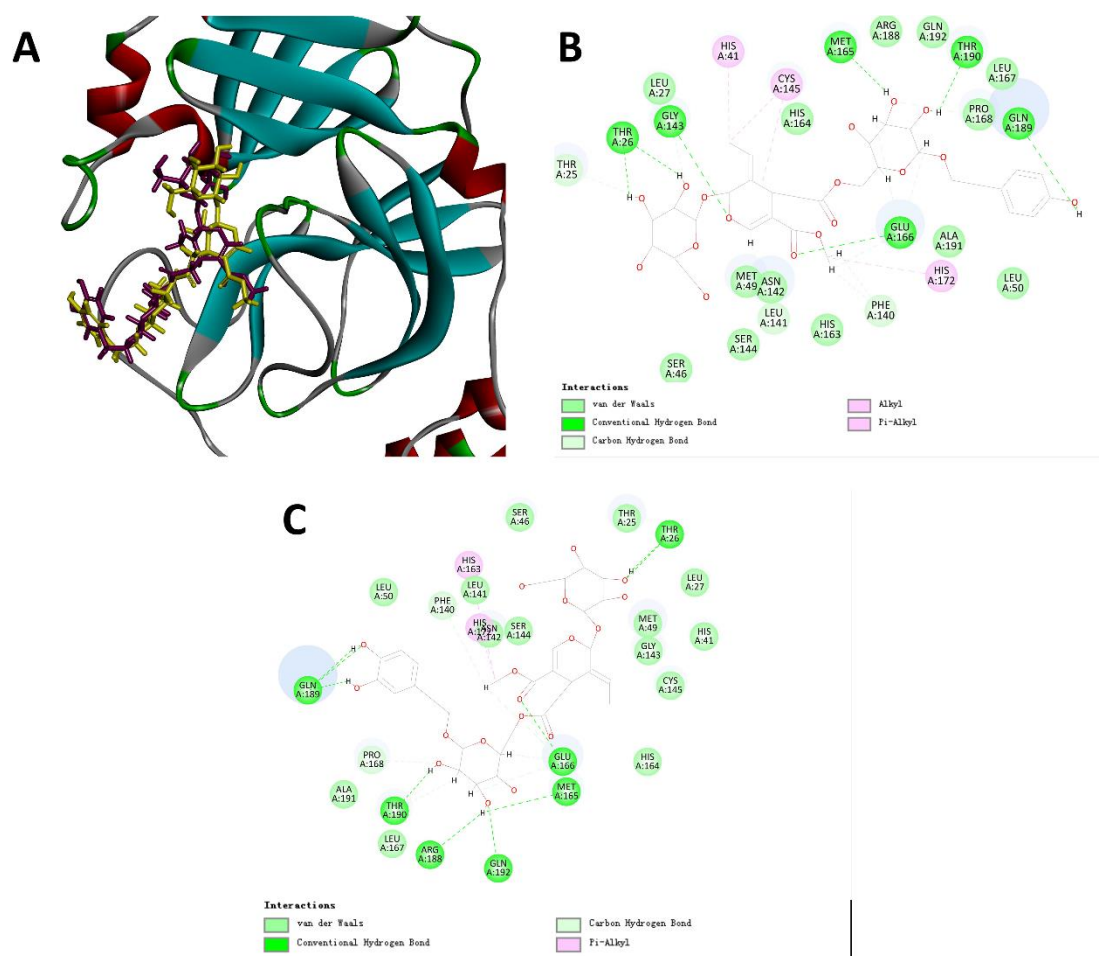 A
B
HIS
A:41
MET
A:165
ARG
A:188
GLN
A:192
THR
A:190
LEU
A:27
CYS
A:145
LEU
A:167
GLY
A:143
HIS
A:164
PRO
A:168
GLN
A:189
THR
A:26
THR
A:25
H
H
O
O
H
H
O
O
H
O
H
H
H
H
O
O
O
O
O
O
O
H
O
O
O
O
O
H
O
O
H
H
GLU
A:166
ALA
A:191
HIS
A:172
LEU
A:50
MET
A:49
ASN
A:142
LEU
A:141
PHE
A:140
HIS
A:163
SER
A:144
SER
A:46
Interactions
van der Waals
Conventional Hydrogen Bond
Carbon Hydrogen Bond
Alkyl
Pi-Alkyl
C
SER
A:46
THR
A:25
THR
A:26
HIS
A:163
LEU
A:141
LEU
A:27
LEU
A:50
PHE
A:140
HIS
ASN
A:142
SER
A:144
MET
A:49
GLY
A:143
HIS
A:41
CYS
A:145
GLN
A:189
O
O
H
O
O
O
O
O
H
H
O
O
H
O
O
O
O
O
H
O
O
H
H
H
O
O
H
PRO
A:168
GLU
A:166
HIS
A:164
MET
A:165
ALA
A:191
THR
A:190
LEU
A:167
ARG
A:188
GLN
A:192
Interactions
van der Waals
Conventional Hydrogen Bond
Carbon Hydrogen Bond
Pi-Alkyl